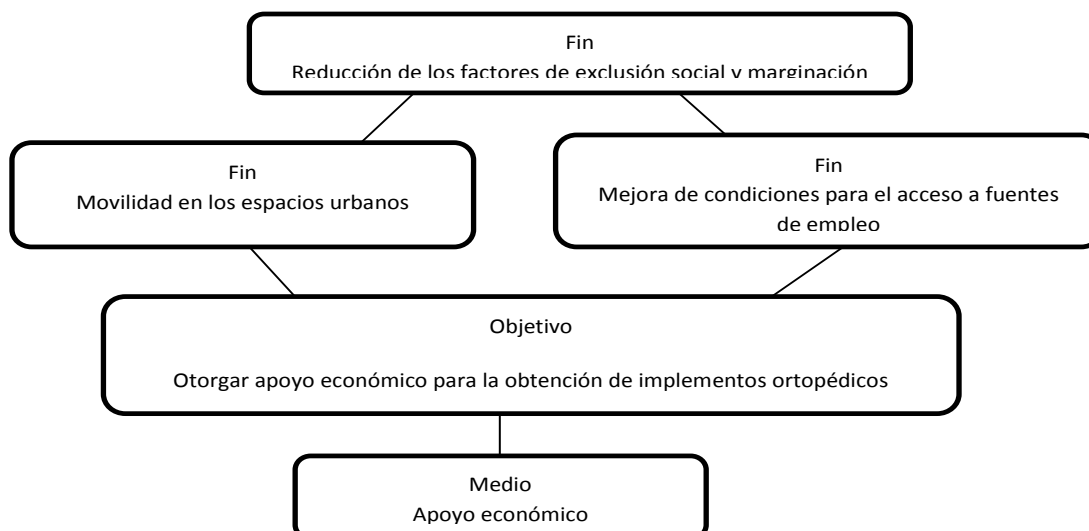 Fin
Reducción de los factores de exclusión social y marginación
Fin
Movilidad en los espacios urbanos
Fin
Mejora de condiciones para el acceso a fuentes
de empleo
Objetivo
Otorgar apoyo económico para la obtención de implementos ortopédicos
Medio
Apoyo económico